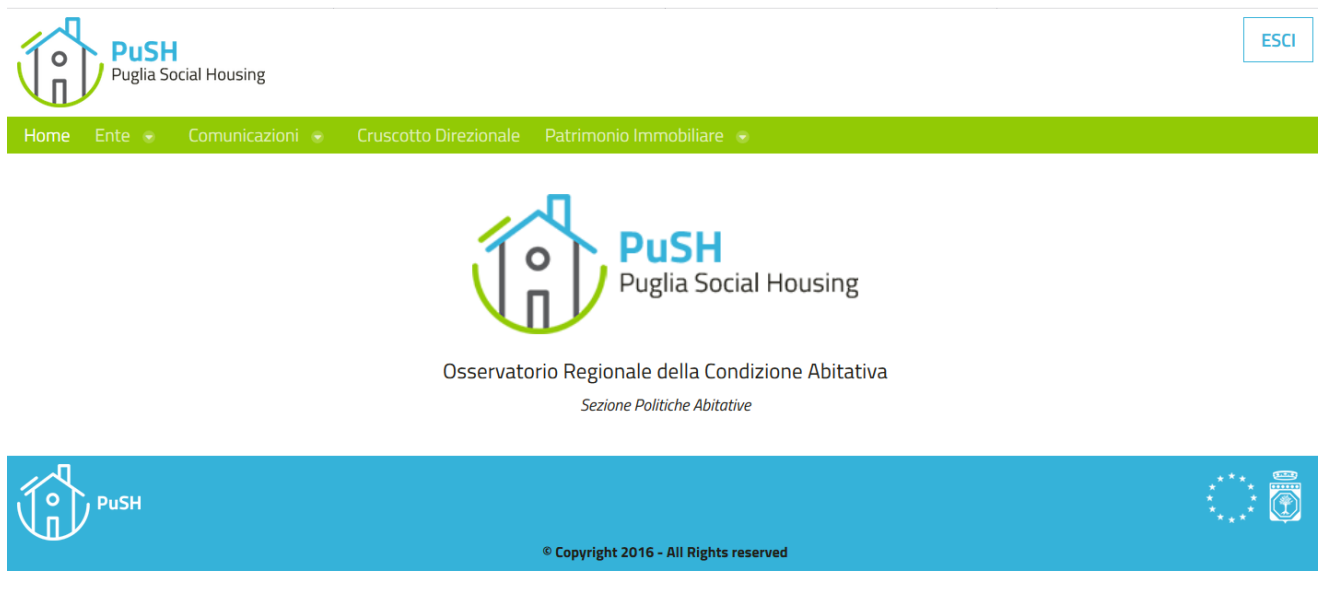 PuSH
Puglia Social Housing
ESCI
Home Ente Comunicazioni Cruscotto Direzionale Patrimonio Immobiliare
PuSH
Puglia Social Housing
Osservatorio Regionale della Condizione Abitativa
Sezione Politiche Abitative
PuSH
© Copyright 2016 - All Rights reserved